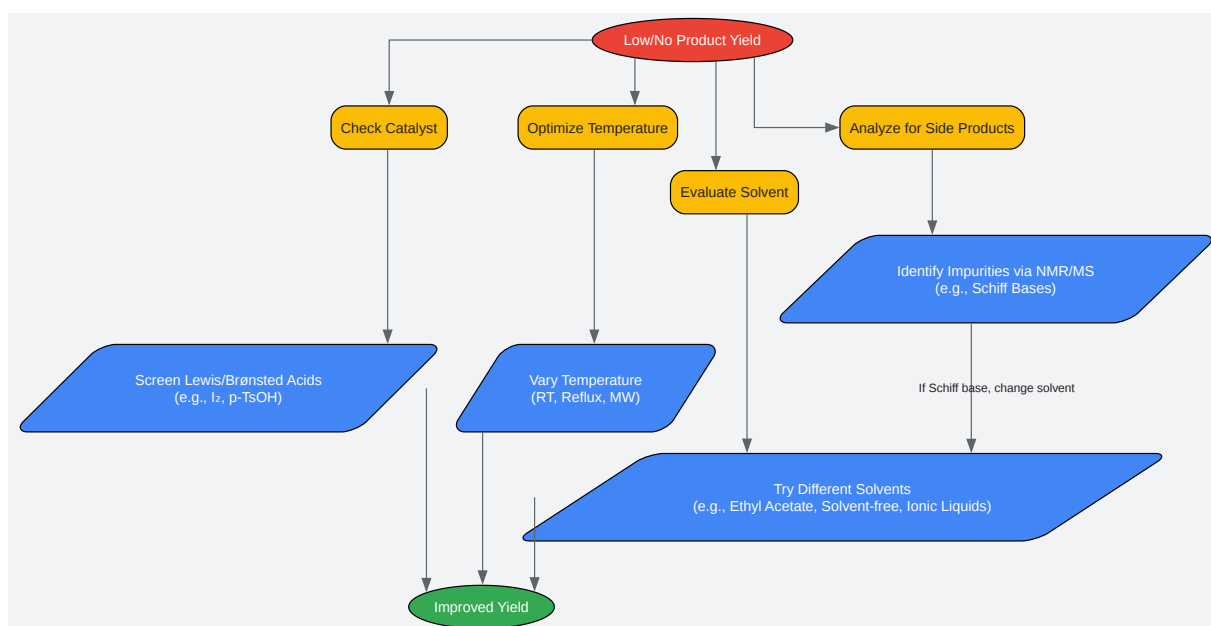 Low/No Product Yield
Check Catalyst
Optimize Temperature
Analyze for Side Products
Evaluate Solvent
Identify Impurities via NMR/MS
(e.g., Schiff Bases)
Screen Lewis/Brønsted Acids
(e.g., I₂, p-TsOH)
Vary Temperature
(RT, Reflux, MW)
If Schiff base, change solvent
Try Different Solvents
(e.g., Ethyl Acetate, Solvent-free, Ionic Liquids)
Improved Yield